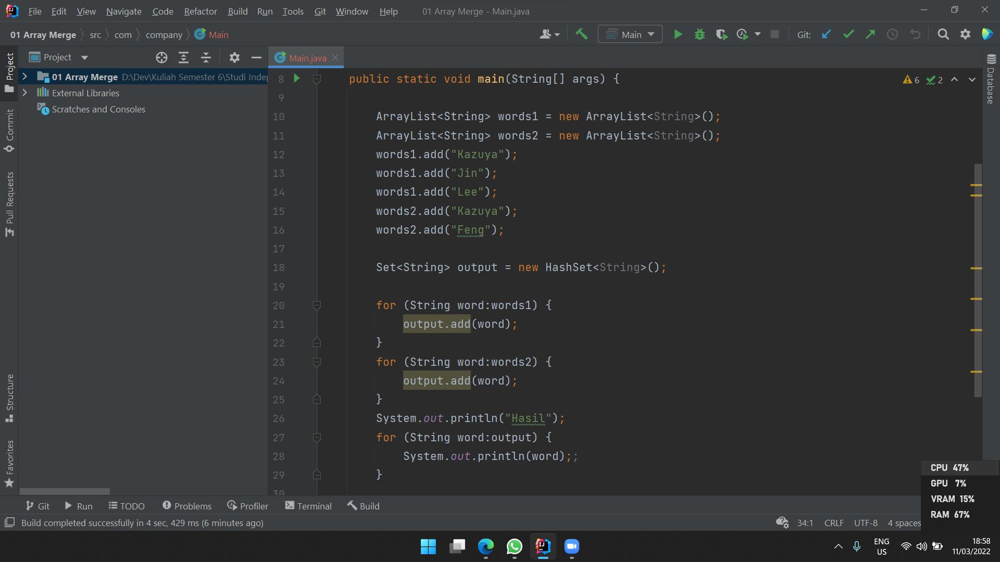 File Edit View Navigate Code Refactor Build Run Tools Git Window Help 01 Array Merge - Main.java
01 Array Merge src com company Main Main Git:
Project Main.java
Project
Commit
Pull Requests
Structure
Favorites
Database
01 Array Merge D:\Dev\Kuliah Semester 6\Studi Inde
External Libraries
Scratches and Consoles
6 2
8 public static void main(String[] args) {
9
10 ArrayList<String> words1 = new ArrayList<String>();
11 ArrayList<String> words2 = new ArrayList<String>();
12 words1.add("Kazuya");
13 words1.add("Jin");
14 words1.add("Lee");
15 words2.add("Kazuya");
16 words2.add("Feng");
17
18 Set<String> output = new HashSet<String>();
19
20 for (String word:words1) {
21 output.add(word);
22 }
23 for (String word:words2) {
24 output.add(word);
25 }
26 System.out.println("Hasil");
27 for (String word:output) {
28 System.out.println(word);;
29 }
30
CPU 47%
GPU 7%
VRAM 15%
RAM 67%
Git Run TODO Problems Profiler Terminal Build
Build completed successfully in 4 sec, 429 ms (6 minutes ago) 34:1 CRLF UTF-8 4 spaces
ENG
US
18:58
11/03/2022